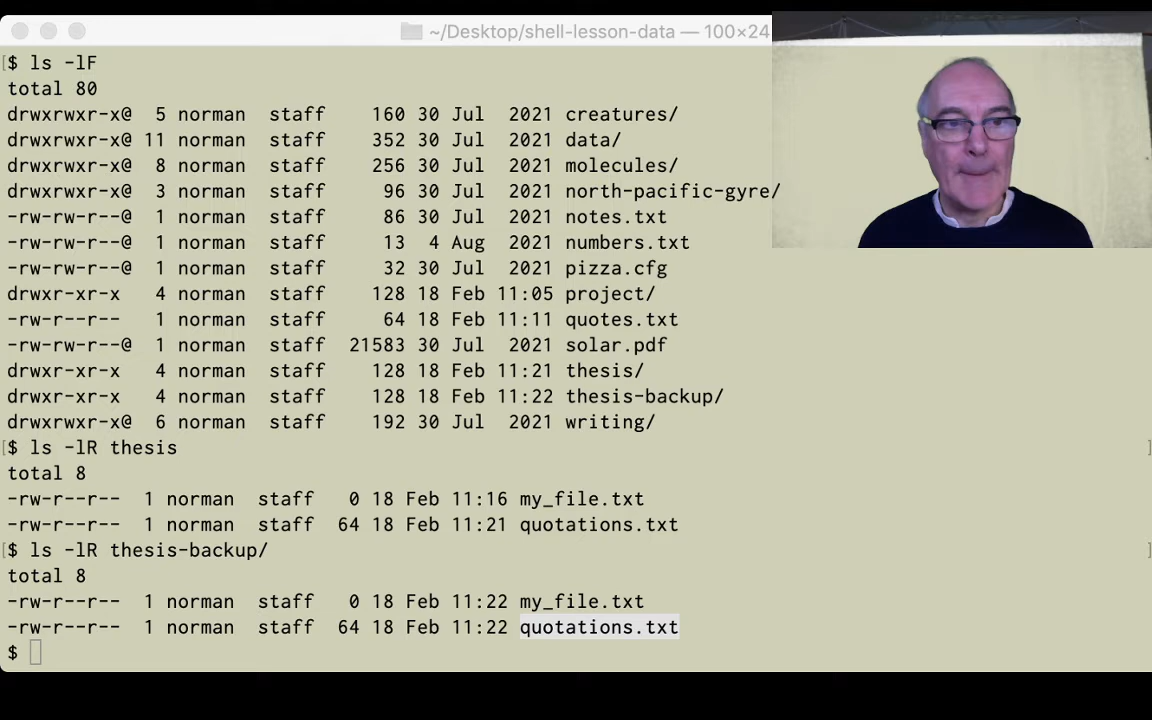 ~/Desktop/shell-lesson-data — 100×24
[$ ls -lF
total 80
drwxrwxr-x@  5 norman  staff    160 30 Jul  2021 creatures/
drwxrwxr-x@ 11 norman  staff    352 30 Jul  2021 data/
drwxrwxr-x@  8 norman  staff    256 30 Jul  2021 molecules/
drwxrwxr-x@  3 norman  staff     96 30 Jul  2021 north-pacific-gyre/
-rw-rw-r--@  1 norman  staff     86 30 Jul  2021 notes.txt
-rw-rw-r--@  1 norman  staff     13  4 Aug  2021 numbers.txt
-rw-rw-r--@  1 norman  staff     32 30 Jul  2021 pizza.cfg
drwxr-xr-x   4 norman  staff    128 18 Feb 11:05 project/
-rw-r--r--   1 norman  staff     64 18 Feb 11:11 quotes.txt
-rw-rw-r--@  1 norman  staff  21583 30 Jul  2021 solar.pdf
drwxr-xr-x   4 norman  staff    128 18 Feb 11:21 thesis/
drwxr-xr-x   4 norman  staff    128 18 Feb 11:22 thesis-backup/
drwxrwxr-x@  6 norman  staff    192 30 Jul  2021 writing/
[$ ls -lR thesis ]
total 8
-rw-r--r--  1 norman  staff   0 18 Feb 11:16 my_file.txt
-rw-r--r--  1 norman  staff  64 18 Feb 11:21 quotations.txt
[$ ls -lR thesis-backup/ ]
total 8
-rw-r--r--  1 norman  staff   0 18 Feb 11:22 my_file.txt
-rw-r--r--  1 norman  staff  64 18 Feb 11:22 quotations.txt
$